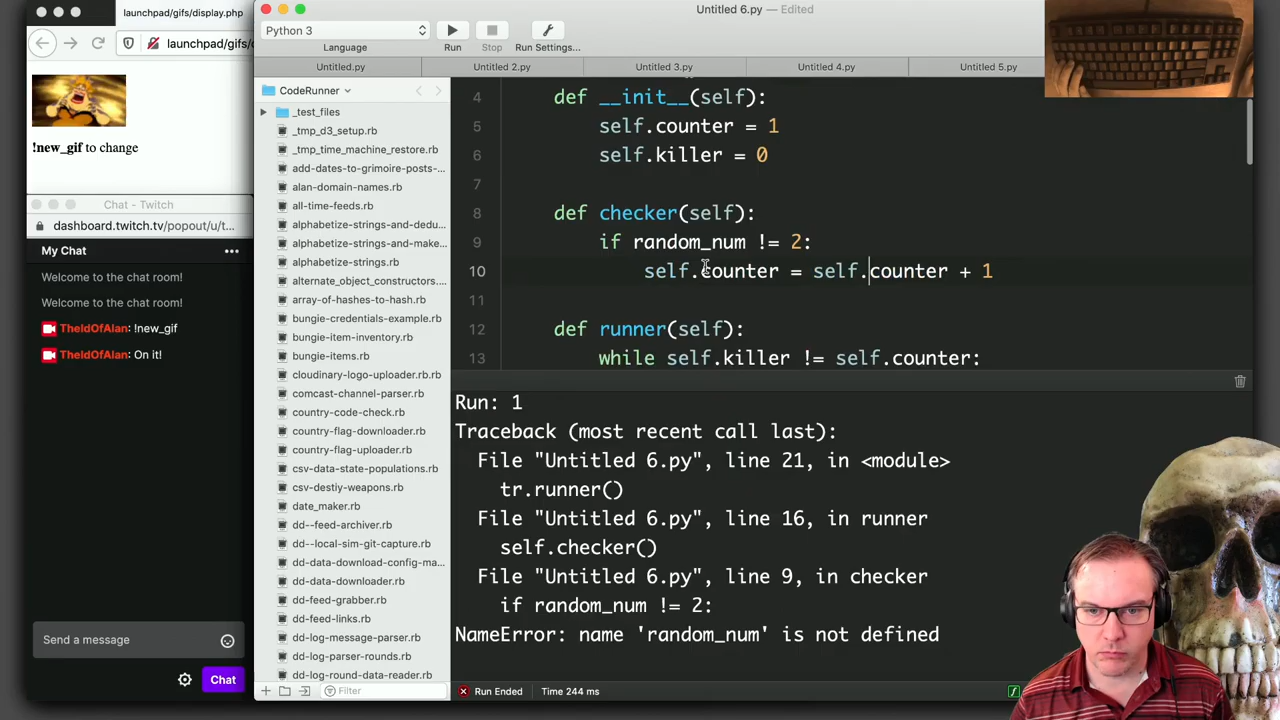 launchpad/gifs/display.php
launchpad/gifs/d
!new_gif to change
Chat - Twitch
dashboard.twitch.tv/popout/u/t...
My Chat
Welcome to the chat room!
Welcome to the chat room!
TheIdOfAlan: !new_gif
TheIdOfAlan: On it!
Send a message
Chat
Untitled 6.py — Edited
Python 3
Language
Run
Stop
Run Settings...
Untitled.py
Untitled 2.py
Untitled 3.py
Untitled 4.py
Untitled 5.py
CodeRunner
_test_files
_tmp_d3_setup.rb
_tmp_time_machine_restore.rb
add-dates-to-grimoire-posts-...
alan-domain-names.rb
all-time-feeds.rb
alphabetize-strings-and-dedu...
alphabetize-strings-and-make...
alphabetize-strings.rb
alternate_object_constructors....
array-of-hashes-to-hash.rb
bungie-credentials-example.rb
bungie-item-inventory.rb
bungie-items.rb
cloudinary-logo-uploader.rb.rb
comcast-channel-parser.rb
country-code-check.rb
country-flag-downloader.rb.rb
country-flag-uploader.rb
csv-data-state-populations.rb
csv-destiy-weapons.rb
date_maker.rb
dd--feed-archiver.rb
dd--local-sim-git-capture.rb
dd-data-download-config-ma...
dd-data-downloader.rb
dd-feed-grabber.rb
dd-feed-links.rb
dd-log-message-parser.rb
dd-log-parser-rounds.rb
dd-log-round-data-reader.rb
Filter
4 def __init__(self):
5 self.counter = 1
6 self.killer = 0
7
8 def checker(self):
9 if random_num != 2:
10 self.counter = self.counter + 1
11
12 def runner(self):
13 while self.killer != self.counter:
Run: 1
Traceback (most recent call last):
File "Untitled 6.py", line 21, in <module>
tr.runner()
File "Untitled 6.py", line 16, in runner
self.checker()
File "Untitled 6.py", line 9, in checker
if random_num != 2:
NameError: name 'random_num' is not defined
Run Ended
Time 244 ms